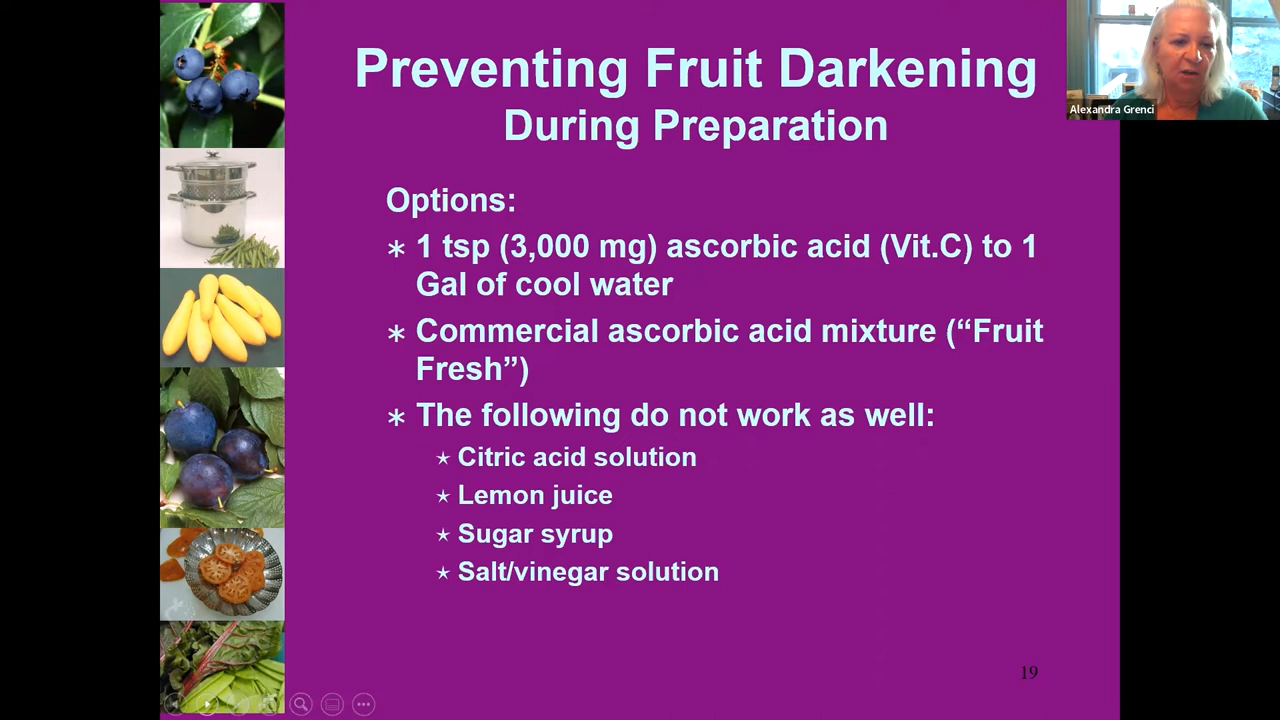 Preventing Fruit Darkening
During Preparation
Alexandra Grenci
Options:
* 1 tsp (3,000 mg) ascorbic acid (Vit.C) to 1
Gal of cool water
* Commercial ascorbic acid mixture (“Fruit
Fresh”)
* The following do not work as well:
⋆ Citric acid solution
⋆ Lemon juice
⋆ Sugar syrup
⋆ Salt/vinegar solution
19